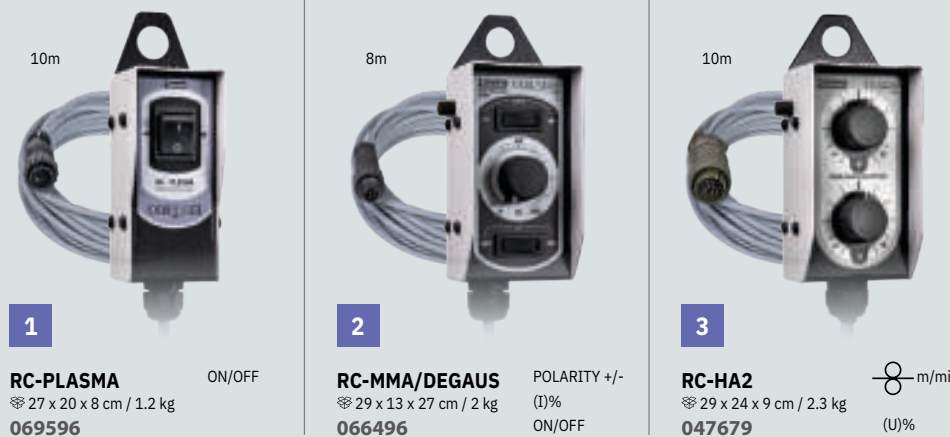 10m
1
RC-PLASMA
ON/OFF
27 x 20 x 8 cm / 1.2 kg
069596
8m
2
RC-MMA/DEGAUS
POLARITY +/-
29 x 13 x 27 cm / 2 kg
(I)%
066496
ON/OFF
10m
3
RC-HA2
m/mi
29 x 24 x 9 cm / 2.3 kg
047679
(U)%